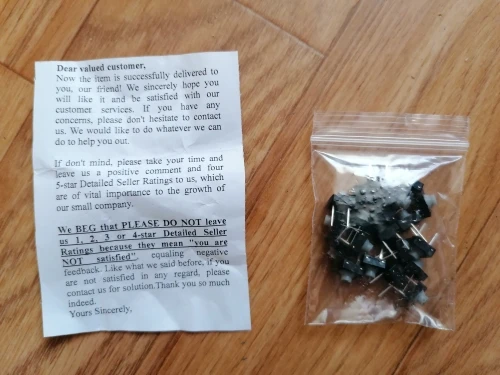 Dear valued customer,
Now the item is successfully delivered to
you, our friend! We sincerely hope you
will like it and be satisfied with our
customer services. If you have any
concerns, please don't hesitate to contact
us. We would like to do whatever we can
do to help you out.
If don't mind, please take your time and
leave us a positive comment and four
5-star Detailed Seller Ratings to us, which
are of vital importance to the growth of
our small company.
We BEG that PLEASE DO NOT leave
us 1, 2, 3 or 4-star Detailed Seller
Ratings because they mean "you are
NOT satisfied", equaling negative
feedback. Like what we said before, if you
are not satisfied in any regard, please
contact us for solution.Thank you so much
indeed.
Yours Sincerely,